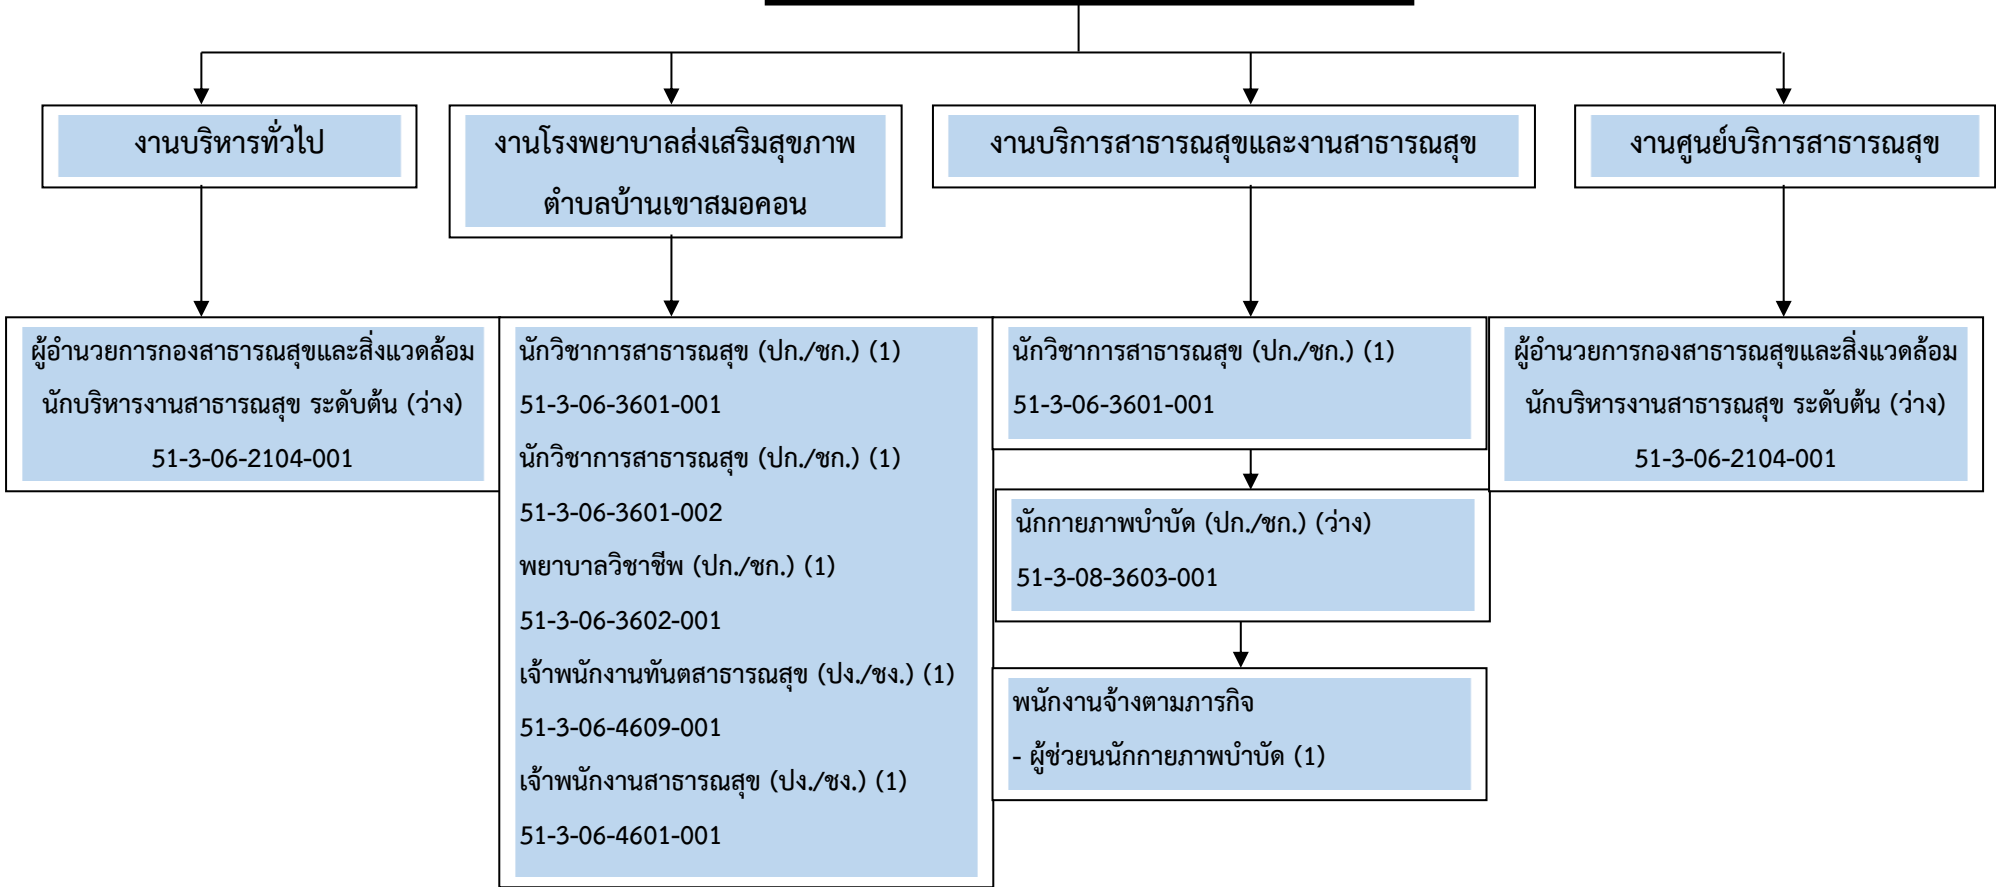 งานบริหารทั่วไป
งานโรงพยาบาลส่งเสริมสุขภาพ
ตำบลบ้านเขาสมอคอน
งานบริการสาธารณสุขและงานสาธารณสุข
งานศูนย์บริการสาธารณสุข
ผู้อำนวยการกองสาธารณสุขและสิ่งแวดล้อม
นักบริหารงานสาธารณสุข ระดับต้น (ว่าง)
51-3-06-2104-001
นักวิชาการสาธารณสุข (ปก./ชก.) (1)
51-3-06-3601-001
นักวิชาการสาธารณสุข (ปก./ชก.) (1)
51-3-06-3601-002
พยาบาลวิชาชีพ (ปก./ชก.) (1)
51-3-06-3602-001
เจ้าพนักงานทันตสาธารณสุข (ปง./ชง.) (1)
51-3-06-4609-001
เจ้าพนักงานสาธารณสุข (ปง./ชง.) (1)
51-3-06-4601-001
นักวิชาการสาธารณสุข (ปก./ชก.) (1)
51-3-06-3601-001
นักกายภาพบำบัด (ปก./ชก.) (ว่าง)
51-3-08-3603-001
พนักงานจ้างตามภารกิจ
- ผู้ช่วยนนักกายภาพบำบัด (1)
ผู้อำนวยการกองสาธารณสุขและสิ่งแวดล้อม
นักบริหารงานสาธารณสุข ระดับต้น (ว่าง)
51-3-06-2104-001